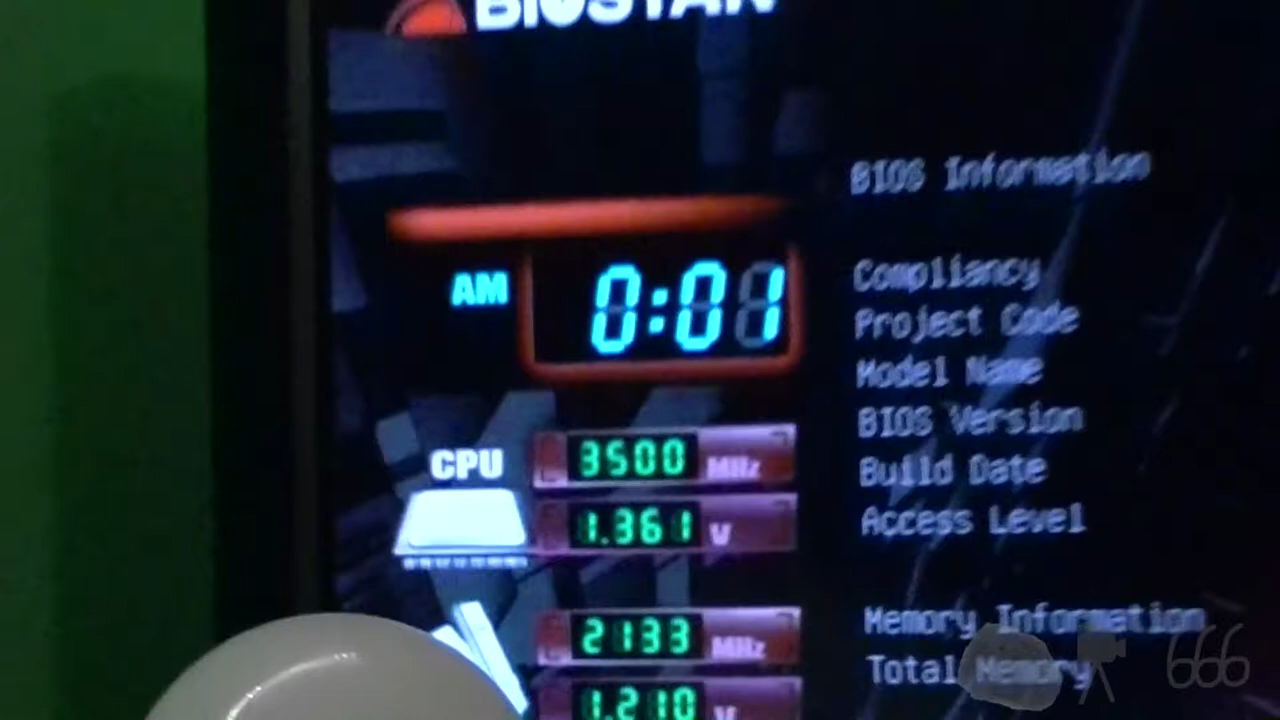 BIOSTAR
BIOS Information
AM 0:01
Compliancy
Project Code
Model Name
BIOS Version
CPU 3500 MHz
Build Date
1.361 V
Access Level
Memory Information
2133 MHz
Total Memory
1.210 V
666